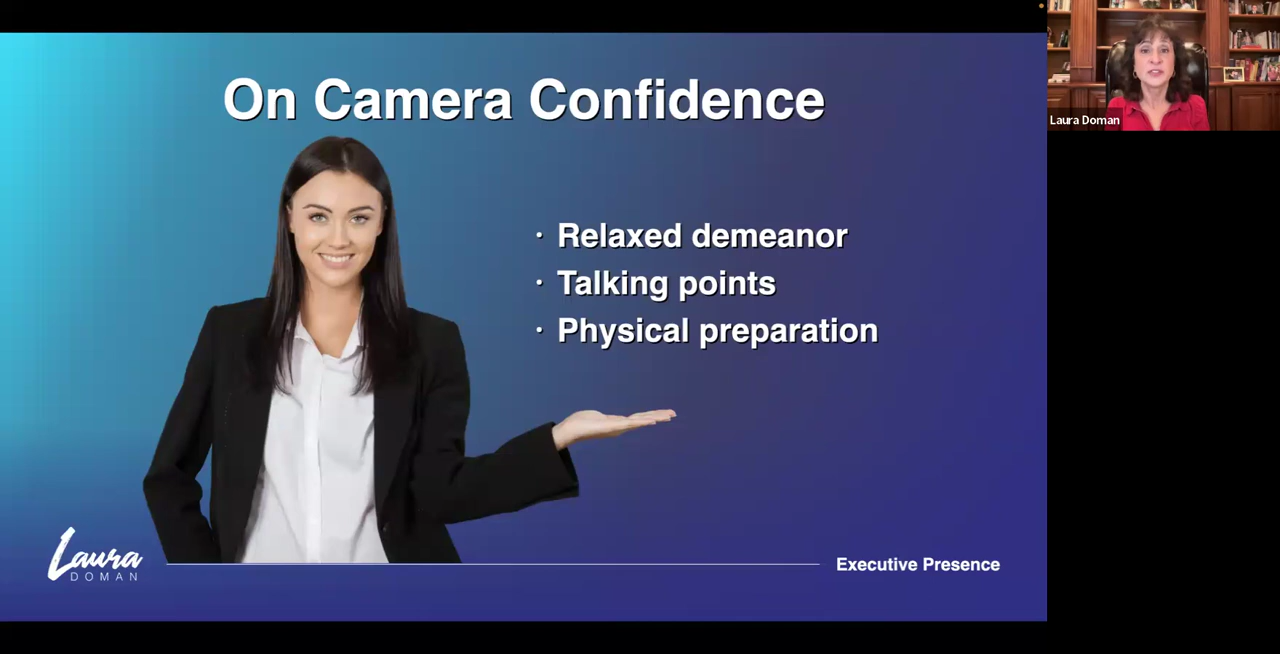 On Camera Confidence
Laura Doman
· Relaxed demeanor
· Talking points
· Physical preparation
Laura
DOMAN
Executive Presence